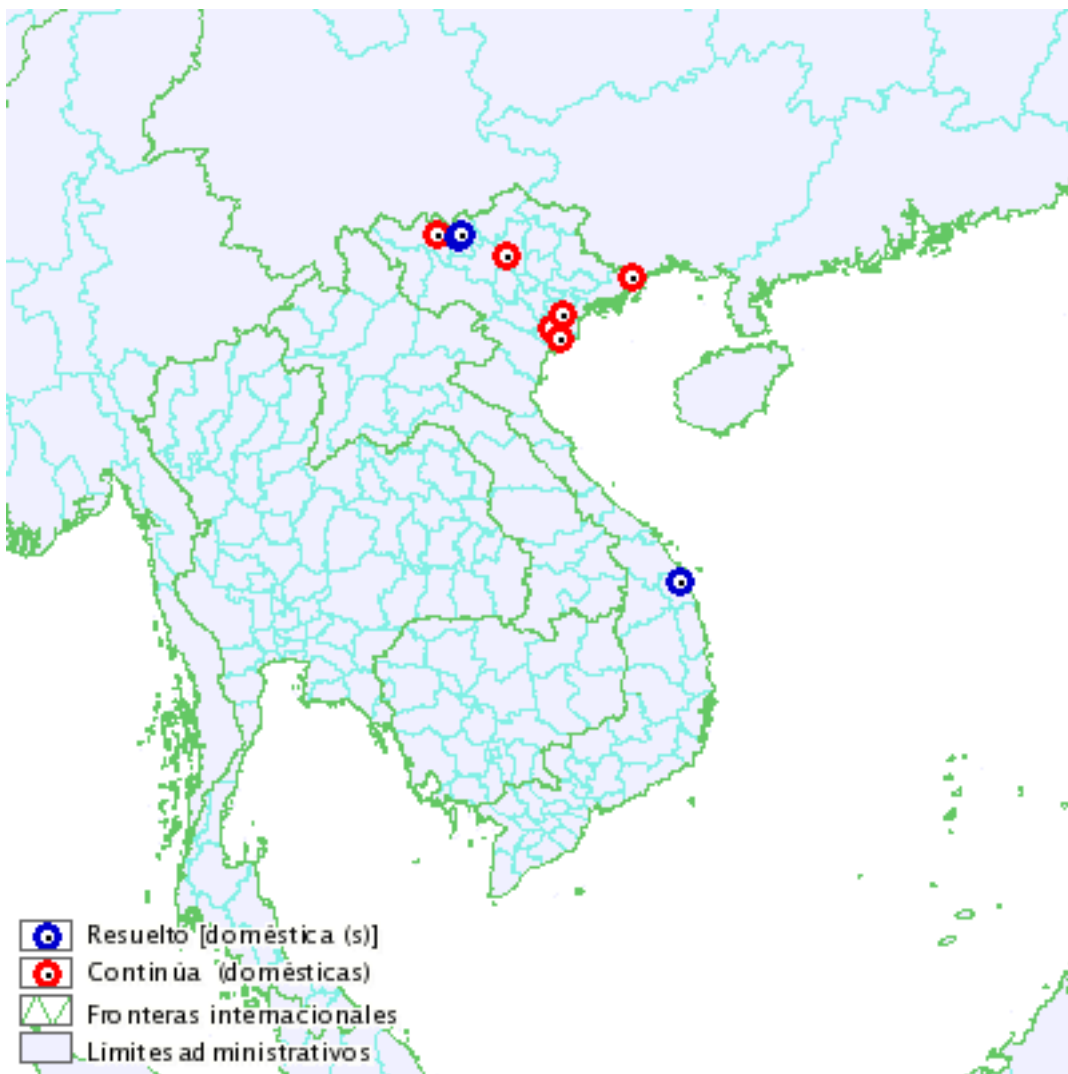 Resuelto [doméstica (s)]
Continúa (domésticas)
Fronteras internacionales
Límites administrativos